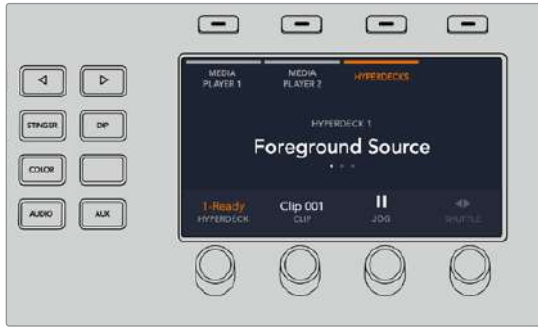 MEDIA PLAYER 1
MEDIA PLAYER 2
HYPERDECKS
STINGER
DIP
HYPERDECK 1
Foreground Source
COLOR
1-Ready
Clip 001
HYPERDECK
CLIP
JOG
SHUTTLE
AUDIO
AUX